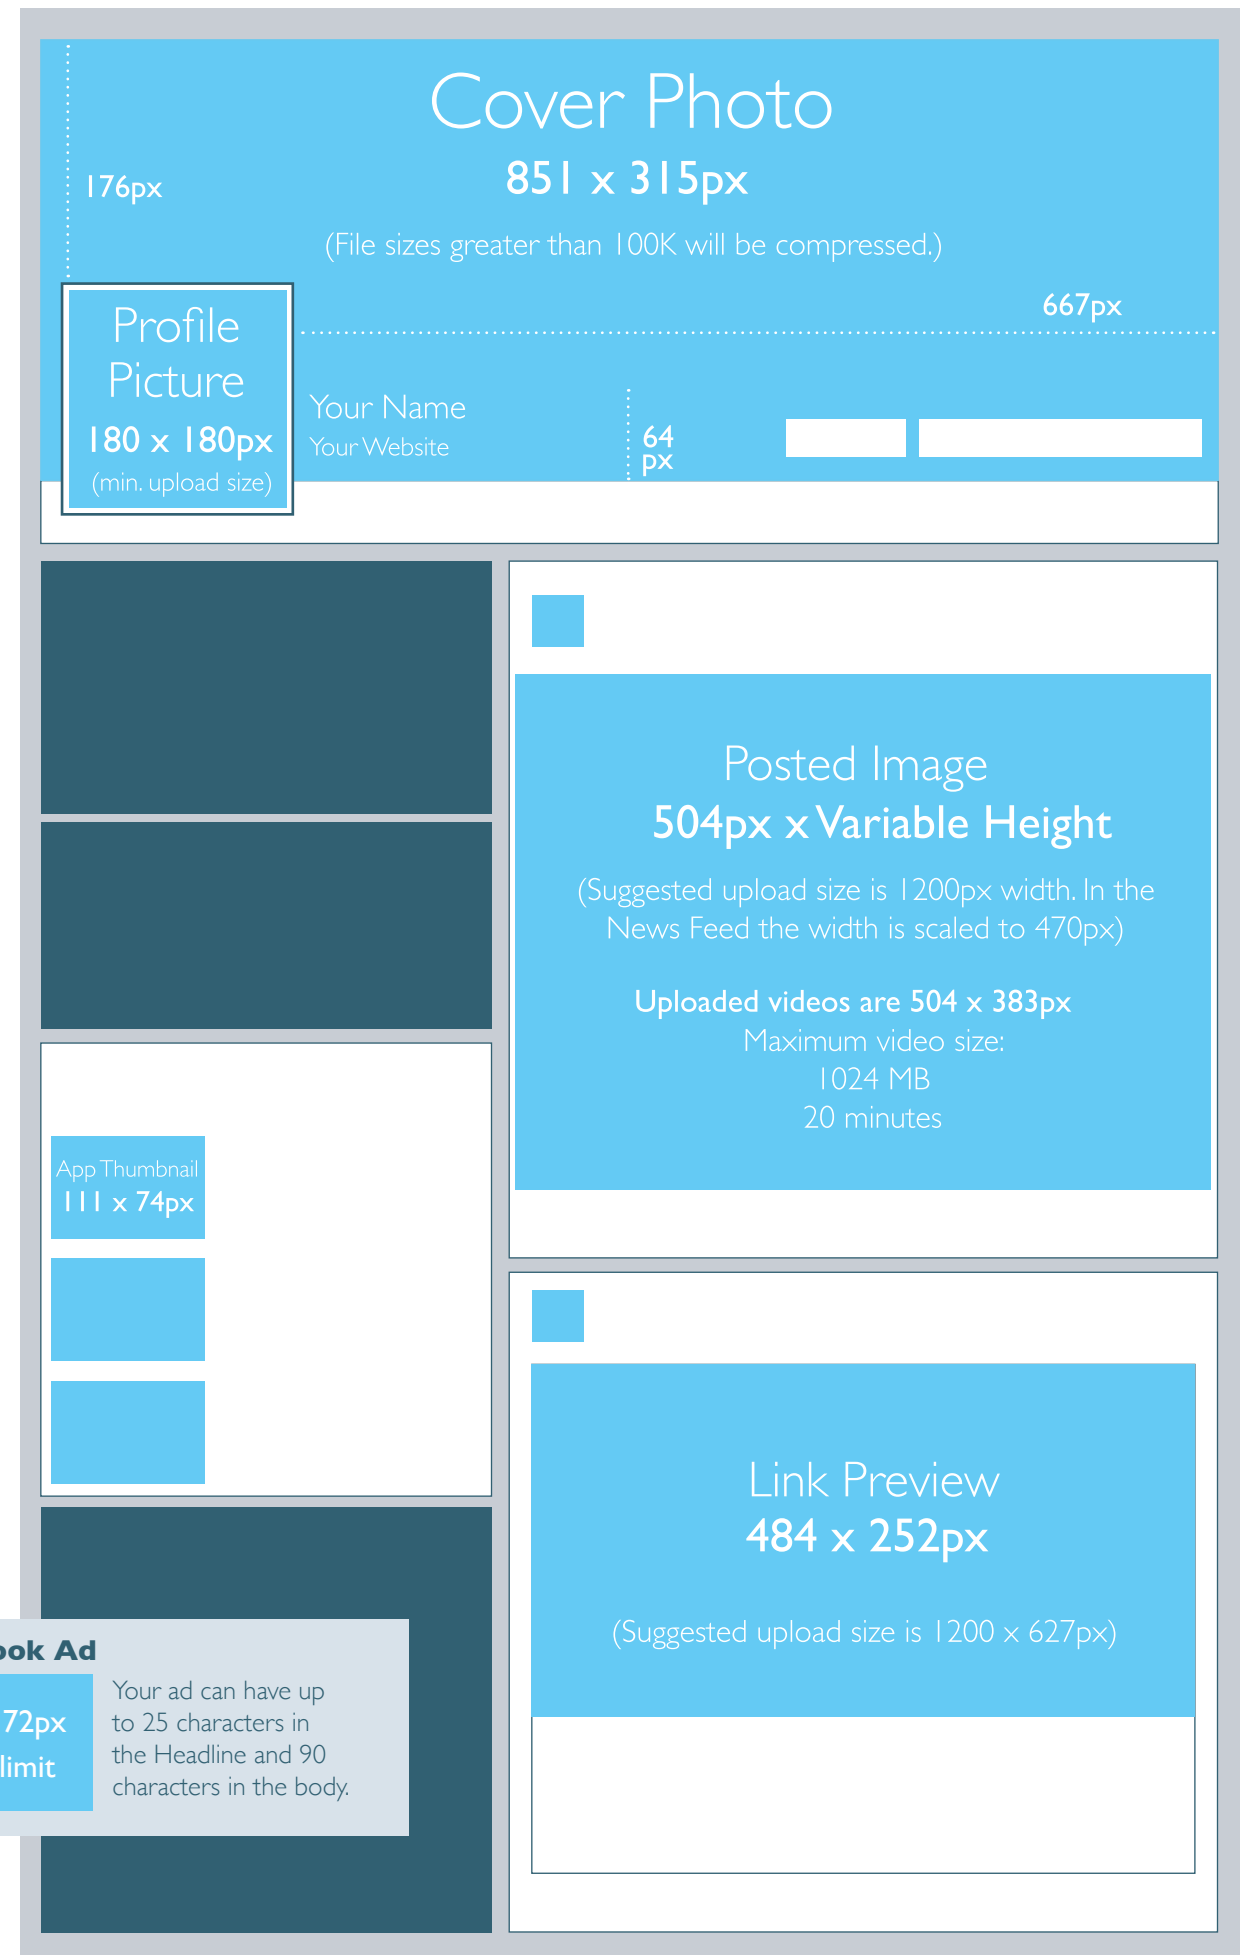 Cover Photo
851 x 315px
176px
(File sizes greater than 100K will be compressed.)
667px
Profile
Picture
180 x 180px
(min. upload size)
Your Name
Your Website
64
px
Posted Image
504px x Variable Height
(Suggested upload size is 1200px width. In the
News Feed the width is scaled to 470px)
Uploaded videos are 504 x 383px
Maximum video size:
1024 MB
20 minutes
App Thumbnail
111 x 74px
Link Preview
484 x 252px
(Suggested upload size is 1200 x 627px)
Ad
72px
limit
Your ad can have up
to 25 characters in
the Headline and 90
characters in the body.